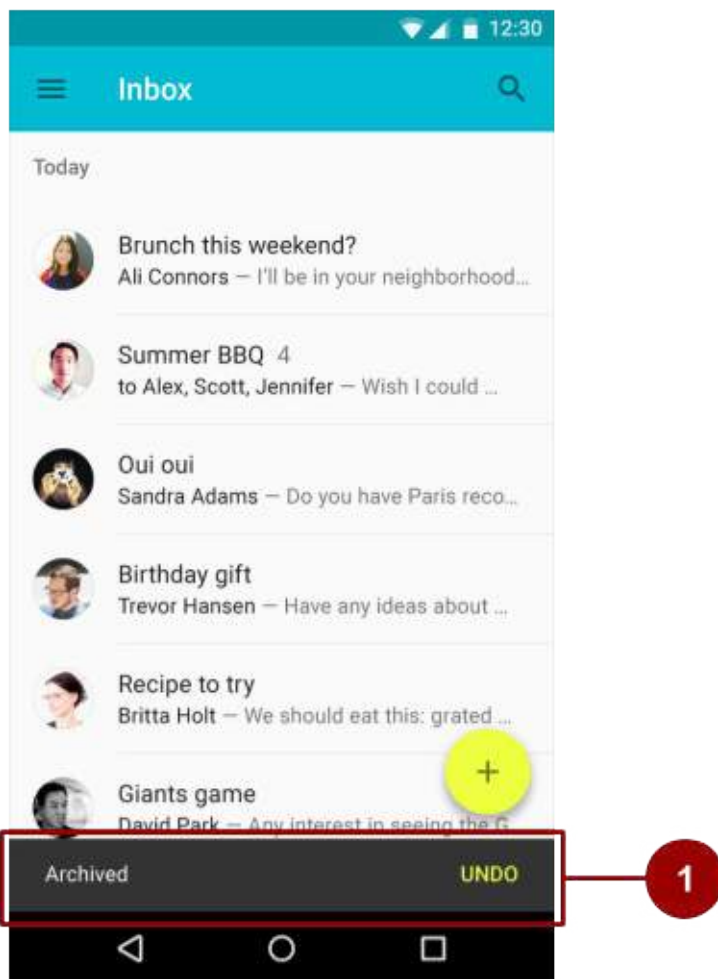 12:30
Inbox
Today
Brunch this weekend?
Ali Connors — I'll be in your neighborhood...
Summer BBQ 4
to Alex, Scott, Jennifer — Wish I could ...
Oui oui
Sandra Adams — Do you have Paris reco...
Birthday gift
Trevor Hansen — Have any ideas about ...
Recipe to try
Britta Holt — We should eat this: grated ...
Giants game
David Park — Any interest in seeing the G
Archived UNDO
1